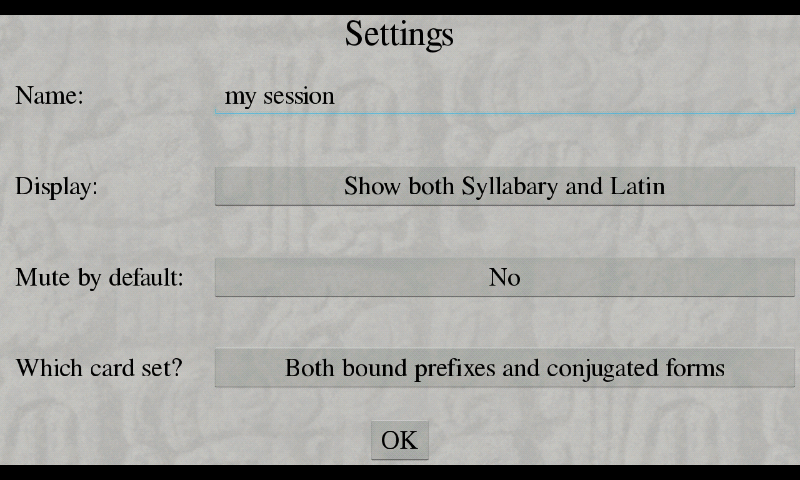 Settings
Name: my session
Display: Show both Syllabary and Latin
Mute by default: No
Which card set? Both bound prefixes and conjugated forms
OK